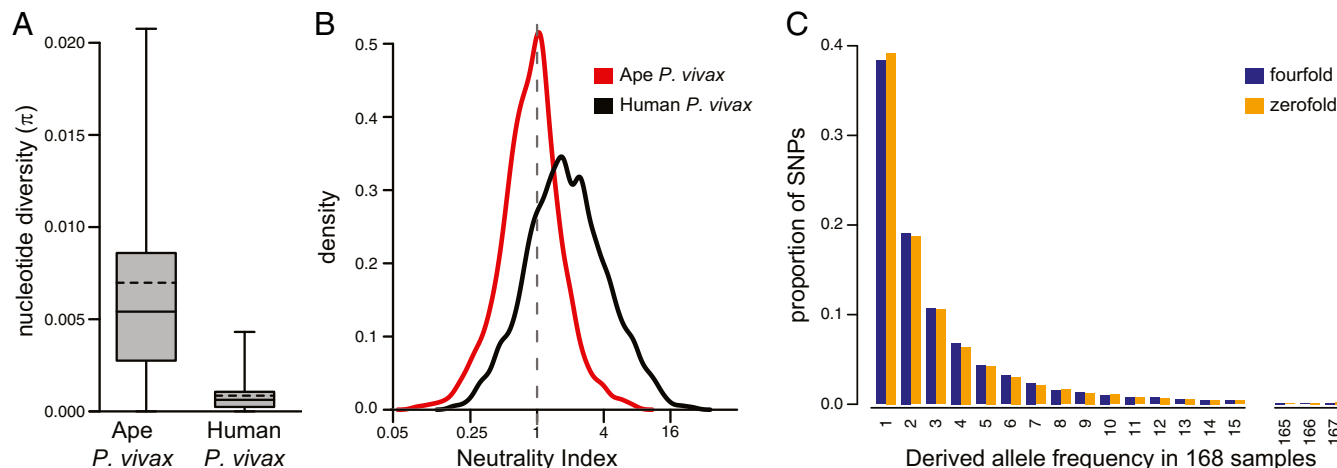 A
nucleotide diversity (π)
0.020
0.015
0.010
0.005
0.000
Ape
P. vivax
Human
P. vivax
B
density
0.5
0.4
0.3
0.2
0.1
0.0
0.05
0.25
1
4
16
Neutrality Index
Ape P. vivax
Human P. vivax
C
proportion of SNPs
0.4
0.3
0.2
0.1
0.0
1
2
3
4
5
6
7
8
9
10
11
12
13
14
15
165
166
167
Derived allele frequency in 168 samples
fourfold
zerofold